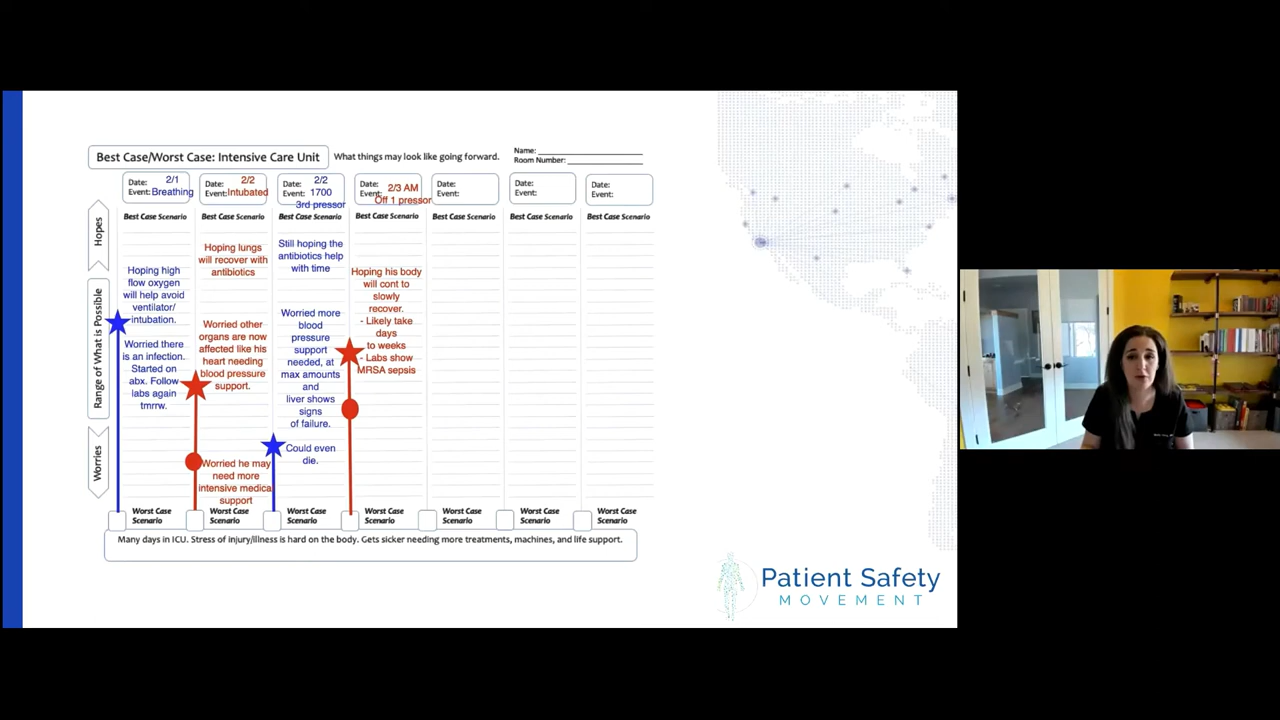 Best Case/Worst Case: Intensive Care Unit
What things may look like going forward.
Name:
Room Number:
Date: 2/1
Event: Breathing
Date: 2/2
Event: Intubated
Date: 2/2
Event: 1700
3rd pressor
Date: 2/3 AM
Event: Off 1 pressor
Date:
Event:
Date:
Event:
Date:
Event:
Hopes
Range of What is Possible
Worries
Best Case Scenario
Hoping high
flow oxygen
will help avoid
ventilator/
intubation.
Worried there
is an infection.
Started on
abx. Follow
labs again
tmrrw.
Best Case Scenario
Hoping lungs
will recover with
antibiotics
Worried other
organs are now
affected like his
heart needing
blood pressure
support.
Worried he may
need more
intensive medica
support
Best Case Scenario
Still hoping the
antibiotics help
with time
Worried more
blood
pressure
support
needed, at
max amounts
and
liver shows
signs
of failure.
Could even
die.
Best Case Scenario
Hoping his body
will cont to
slowly
recover.
- Likely take
days
to weeks
- Labs show
MRSA sepsis
Best Case Scenario
Best Case Scenario
Best Case Scenario
Worst Case
Scenario
Worst Case
Scenario
Worst Case
Scenario
Worst Case
Scenario
Worst Case
Scenario
Worst Case
Scenario
Worst Case
Scenario
Many days in ICU. Stress of injury/illness is hard on the body. Gets sicker needing more treatments, machines, and life support.
Patient Safety
MOVEMENT